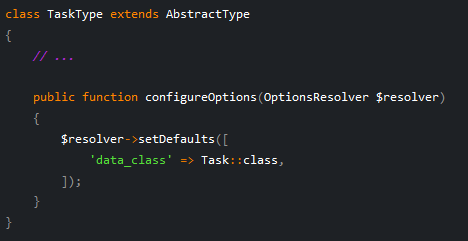 class TaskType extends AbstractType
{
    // ...

    public function configureOptions(OptionsResolver $resolver)
    {
        $resolver->setDefaults([
            'data_class' => Task::class,
        ]);
    }
}